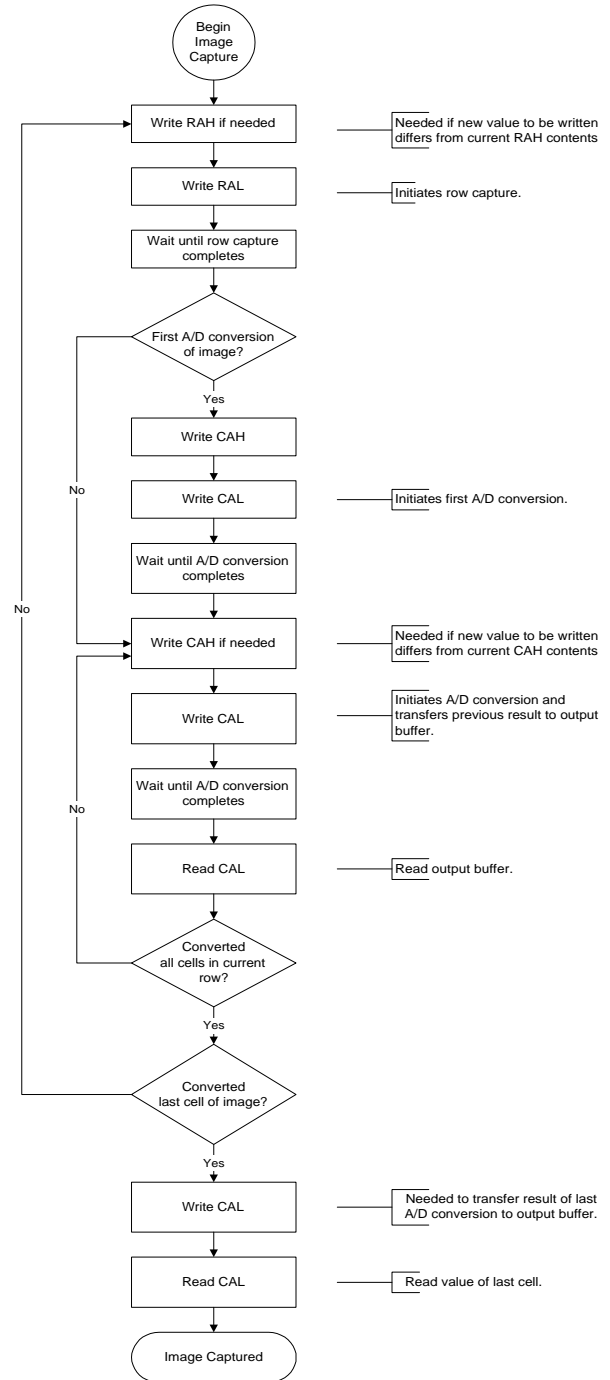 Begin
Image
Capture
Write RAH if needed
Needed if new value to be written
differs from current RAH contents
Write RAL
Initiates row capture.
Wait until row capture
completes
First A/D conversion
of image?
Yes
No
Write CAH
Write CAL
Initiates first A/D conversion.
Wait until A/D conversion
completes
No
Write CAH if needed
Needed if new value to be written
differs from current CAH contents
Write CAL
Initiates A/D conversion and
transfers previous result to output
buffer.
Wait until A/D conversion
completes
No
Read CAL
Read output buffer.
Converted
all cells in current
row?
Yes
Converted
last cell of image?
Yes
Write CAL
Needed to transfer result of last
A/D conversion to output buffer.
Read CAL
Read value of last cell.
Image Captured